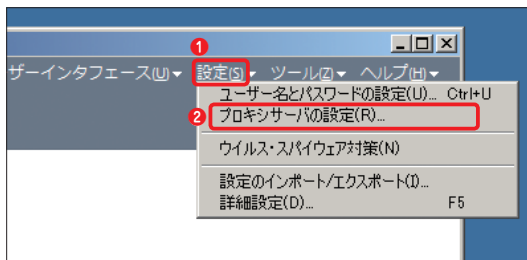 ❶
ザーインタフェース(U)▾ 設定(S)▾ ツール(Z)▾ ヘルプ(H)▾
ユーザー名とパスワードの設定(U)... Ctrl+U
❷ プロキシサーバの設定(R)...
ウイルス・スパイウェア対策(N)
設定のインポート/エクスポート(I)...
詳細設定(D)... F5